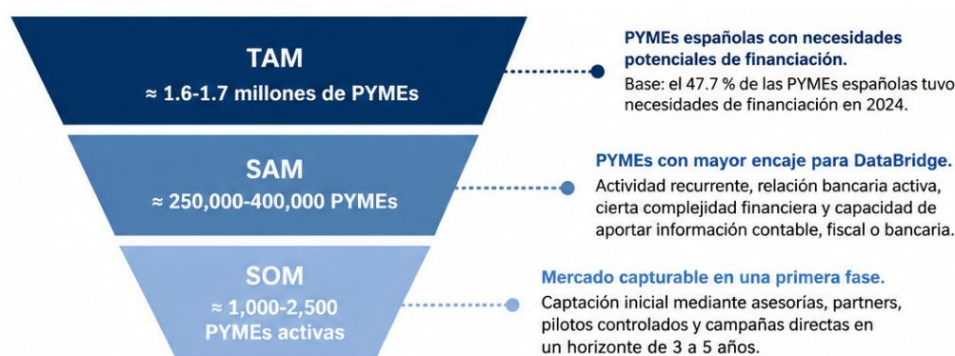 TAM
≈ 1.6-1.7 millones de PYMEs
PYMEs españolas con necesidades
potenciales de financiación.
Base: el 47.7 % de las PYMEs españolas tuvo
necesidades de financiación en 2024.
SAM
≈ 250,000-400,000 PYMEs
PYMEs con mayor encaje para DataBridge.
Actividad recurrente, relación bancaria activa,
cierta complejidad financiera y capacidad de
aportar información contable, fiscal o bancaria.
SOM
≈ 1,000-2,500
PYMEs activas
Mercado capturable en una primera fase.
Captación inicial mediante asesorías, partners,
pilotos controlados y campañas directas en
un horizonte de 3 a 5 años.